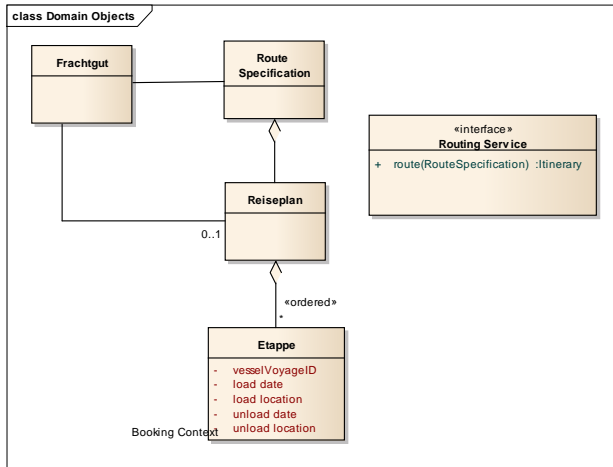 class Domain Objects
Frachtgut
Route
Specification
«interface»
Routing Service
+ route(RouteSpecification) :Itinerary
Reiseplan
0..1
«ordered»
*
Etappe
- vesselVoyageID
- load date
- load location
- unload date
- unload location
Booking Context